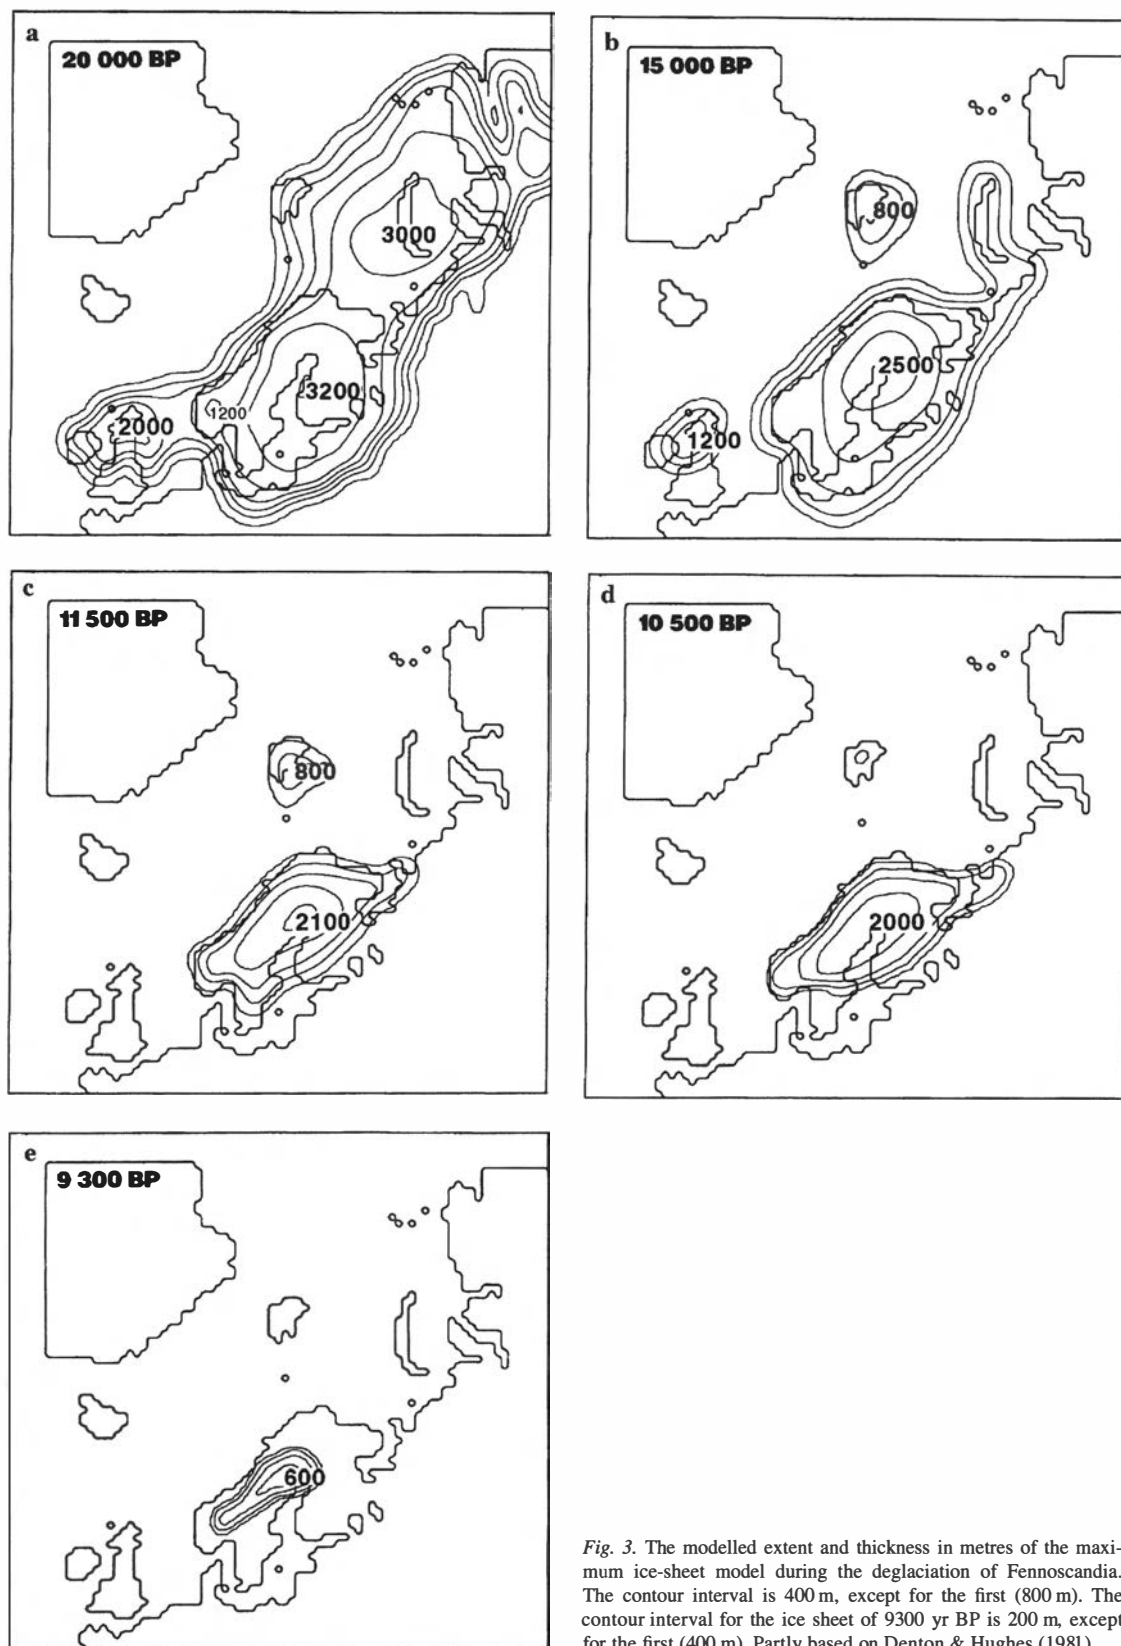 a
20 000 BP
3000
3200
1200
2000
b
15 000 BP
800
2500
1200
c
11 500 BP
800
2100
d
10 500 BP
2000
e
9 300 BP
600
Fig. 3. The modelled extent and thickness in metres of the maxi-
mum ice-sheet model during the deglaciation of Fennoscandia.
The contour interval is 400 m, except for the first (800 m). The
contour interval for the ice sheet of 9300 yr BP is 200 m, except
for the first (400 m). Partly based on Denton & Hughes (1981).